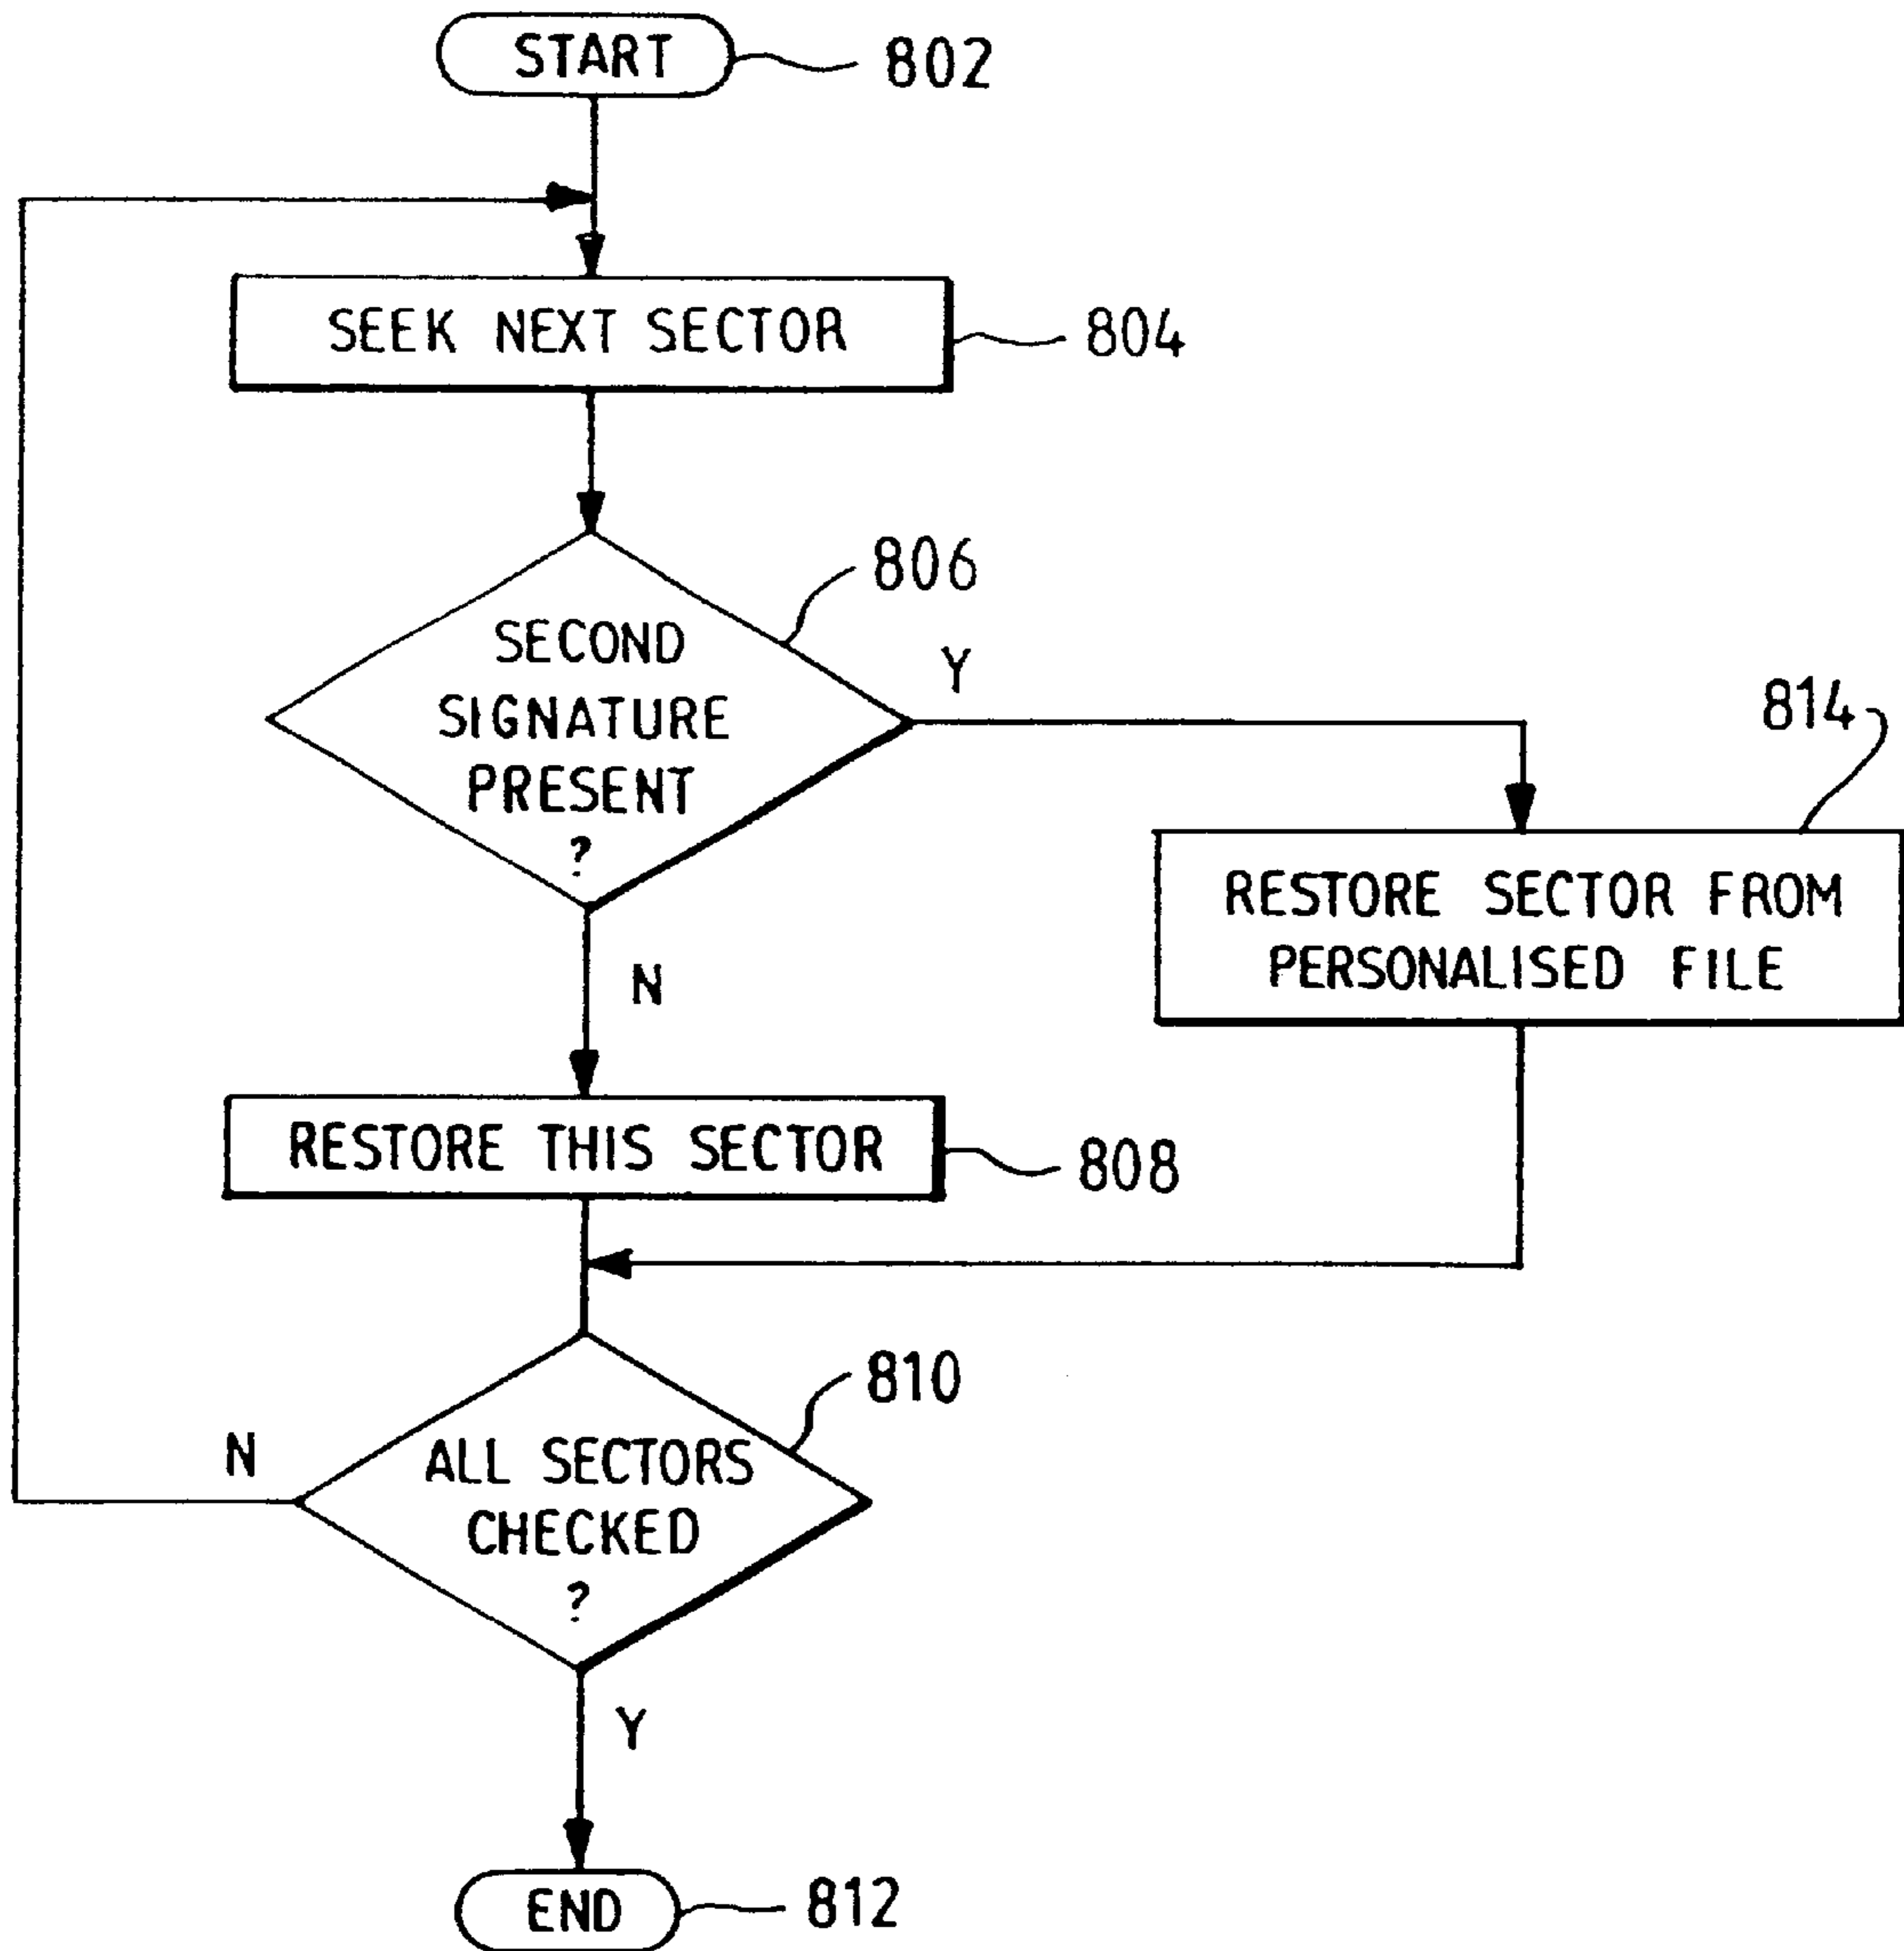 START
802
SEEK NEXT SECTOR
804
806
SECOND
SIGNATURE
PRESENT
?
Y
N
814
RESTORE SECTOR FROM
PERSONALISED FILE
RESTORE THIS SECTOR
808
810
ALL SECTORS
CHECKED
?
N
Y
END
812